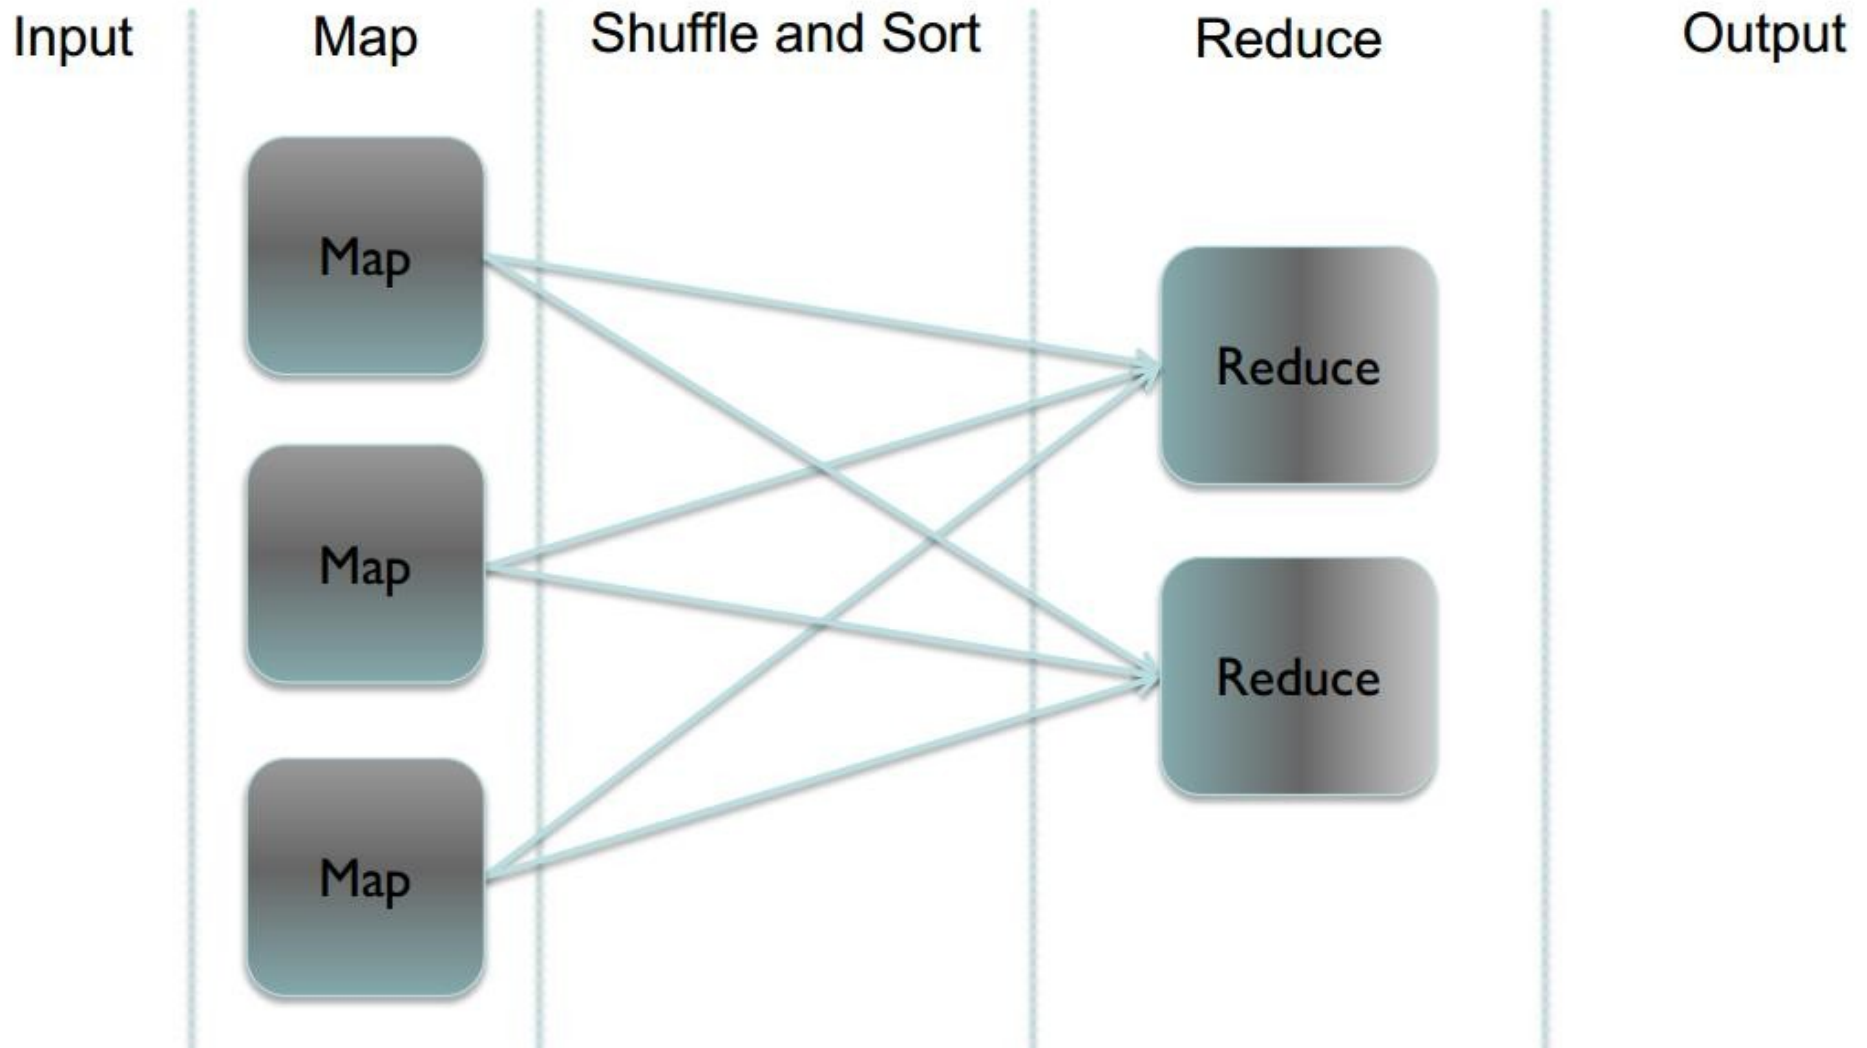 Input
Map
Shuffle and Sort
Reduce
Output
Map
Map
Map
Reduce
Reduce